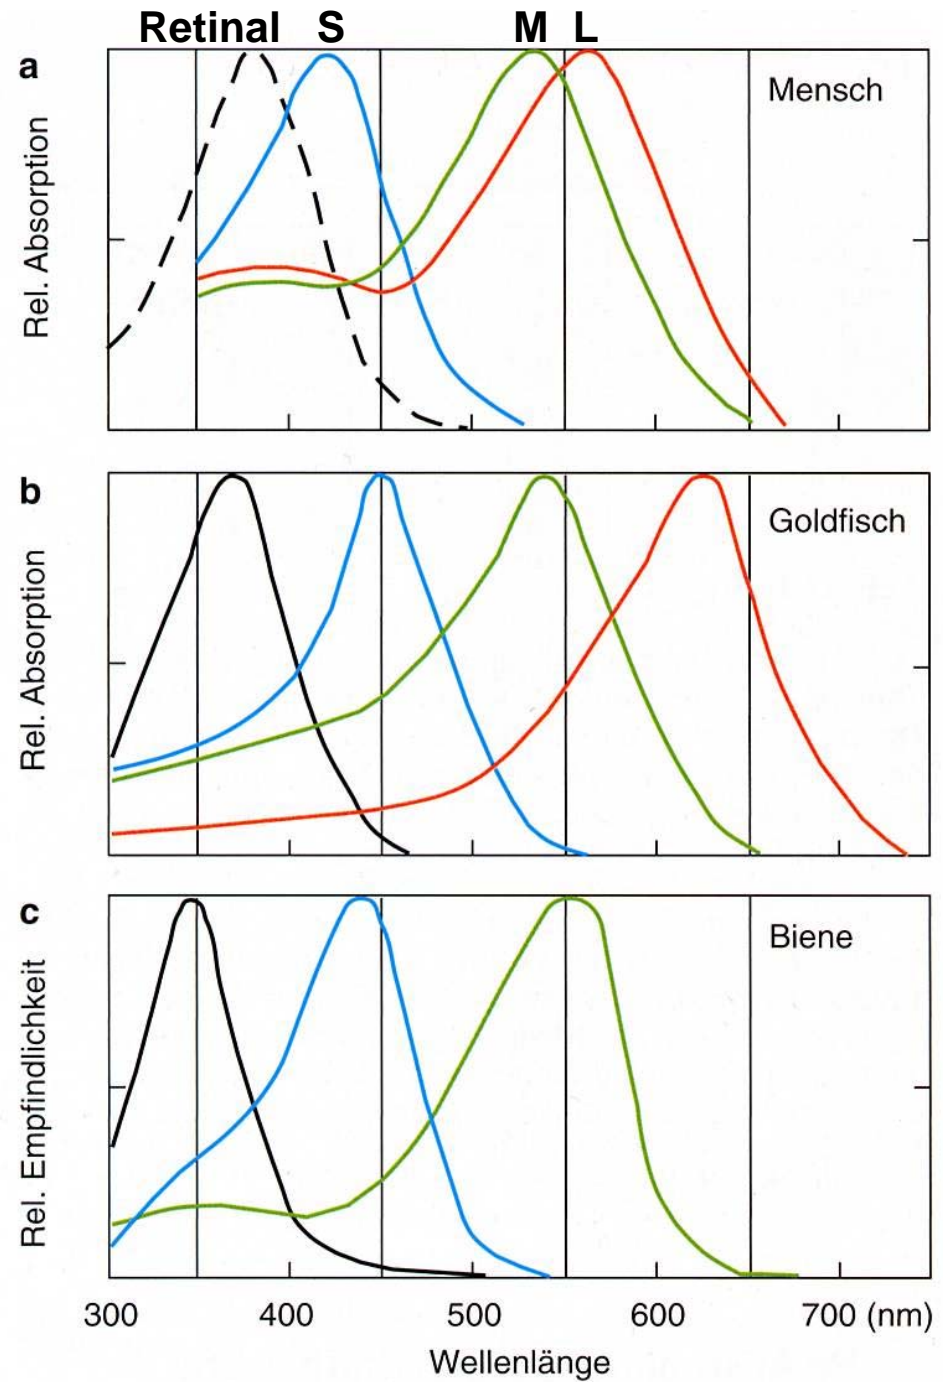 Retinal S M L
a
Mensch
Rel. Absorption
b
Goldfisch
Rel. Absorption
c
Biene
Rel. Empfindlichkeit
300 400 500 600 700 (nm)
Wellenlänge